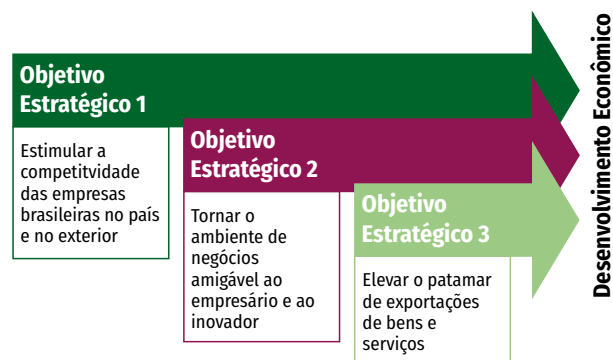 Objetivo
Estratégico 1
Estimular a
competitvidade
das empresas
brasileiras no país
e no exterior
Objetivo
Estratégico 2
Tornar o
ambiente de
negócios
amigável ao
empresário e ao
inovador
Objetivo
Estratégico 3
Elevar o patamar
de exportações
de bens e
serviços
Desenvolvimento Econômico